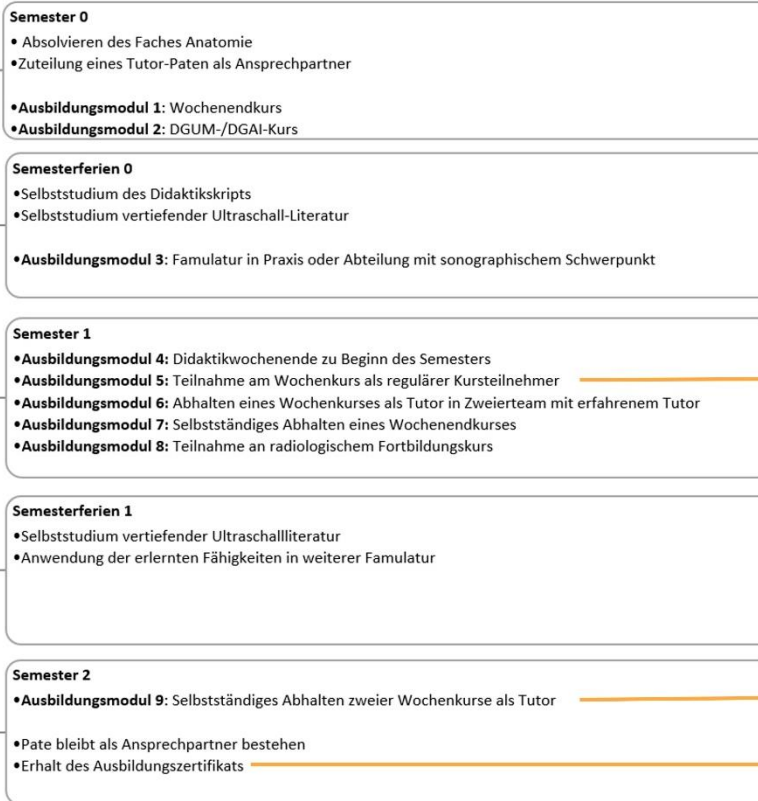 Semester 0
• Absolvieren des Faches Anatomie
•Zuteilung eines Tutor-Paten als Ansprechpartner
•Ausbildungsmodul 1: Wochenendkurs
•Ausbildungsmodul 2: DGUM-/DGAI-Kurs
Semesterferien 0
•Selbststudium des Didaktikskripts
•Selbststudium vertiefender Ultraschall-Literatur
•Ausbildungsmodul 3: Famulatur in Praxis oder Abteilung mit sonographischem Schwerpunkt
Semester 1
•Ausbildungsmodul 4: Didaktikwochenende zu Beginn des Semesters
•Ausbildungsmodul 5: Teilnahme am Wochenkurs als regulärer Kursteilnehmer
•Ausbildungsmodul 6: Abhalten eines Wochenkurses als Tutor in Zweierteam mit erfahrenem Tutor
•Ausbildungsmodul 7: Selbstständiges Abhalten eines Wochenendkurses
•Ausbildungsmodul 8: Teilnahme an radiologischem Fortbildungskurs
Semesterferien 1
•Selbststudium vertiefender Ultraschallliteratur
•Anwendung der erlernten Fähigkeiten in weiterer Famulatur
Semester 2
•Ausbildungsmodul 9: Selbstständiges Abhalten zweier Wochenkurse als Tutor
•Pate bleibt als Ansprechpartner bestehen
•Erhalt des Ausbildungszertifikats